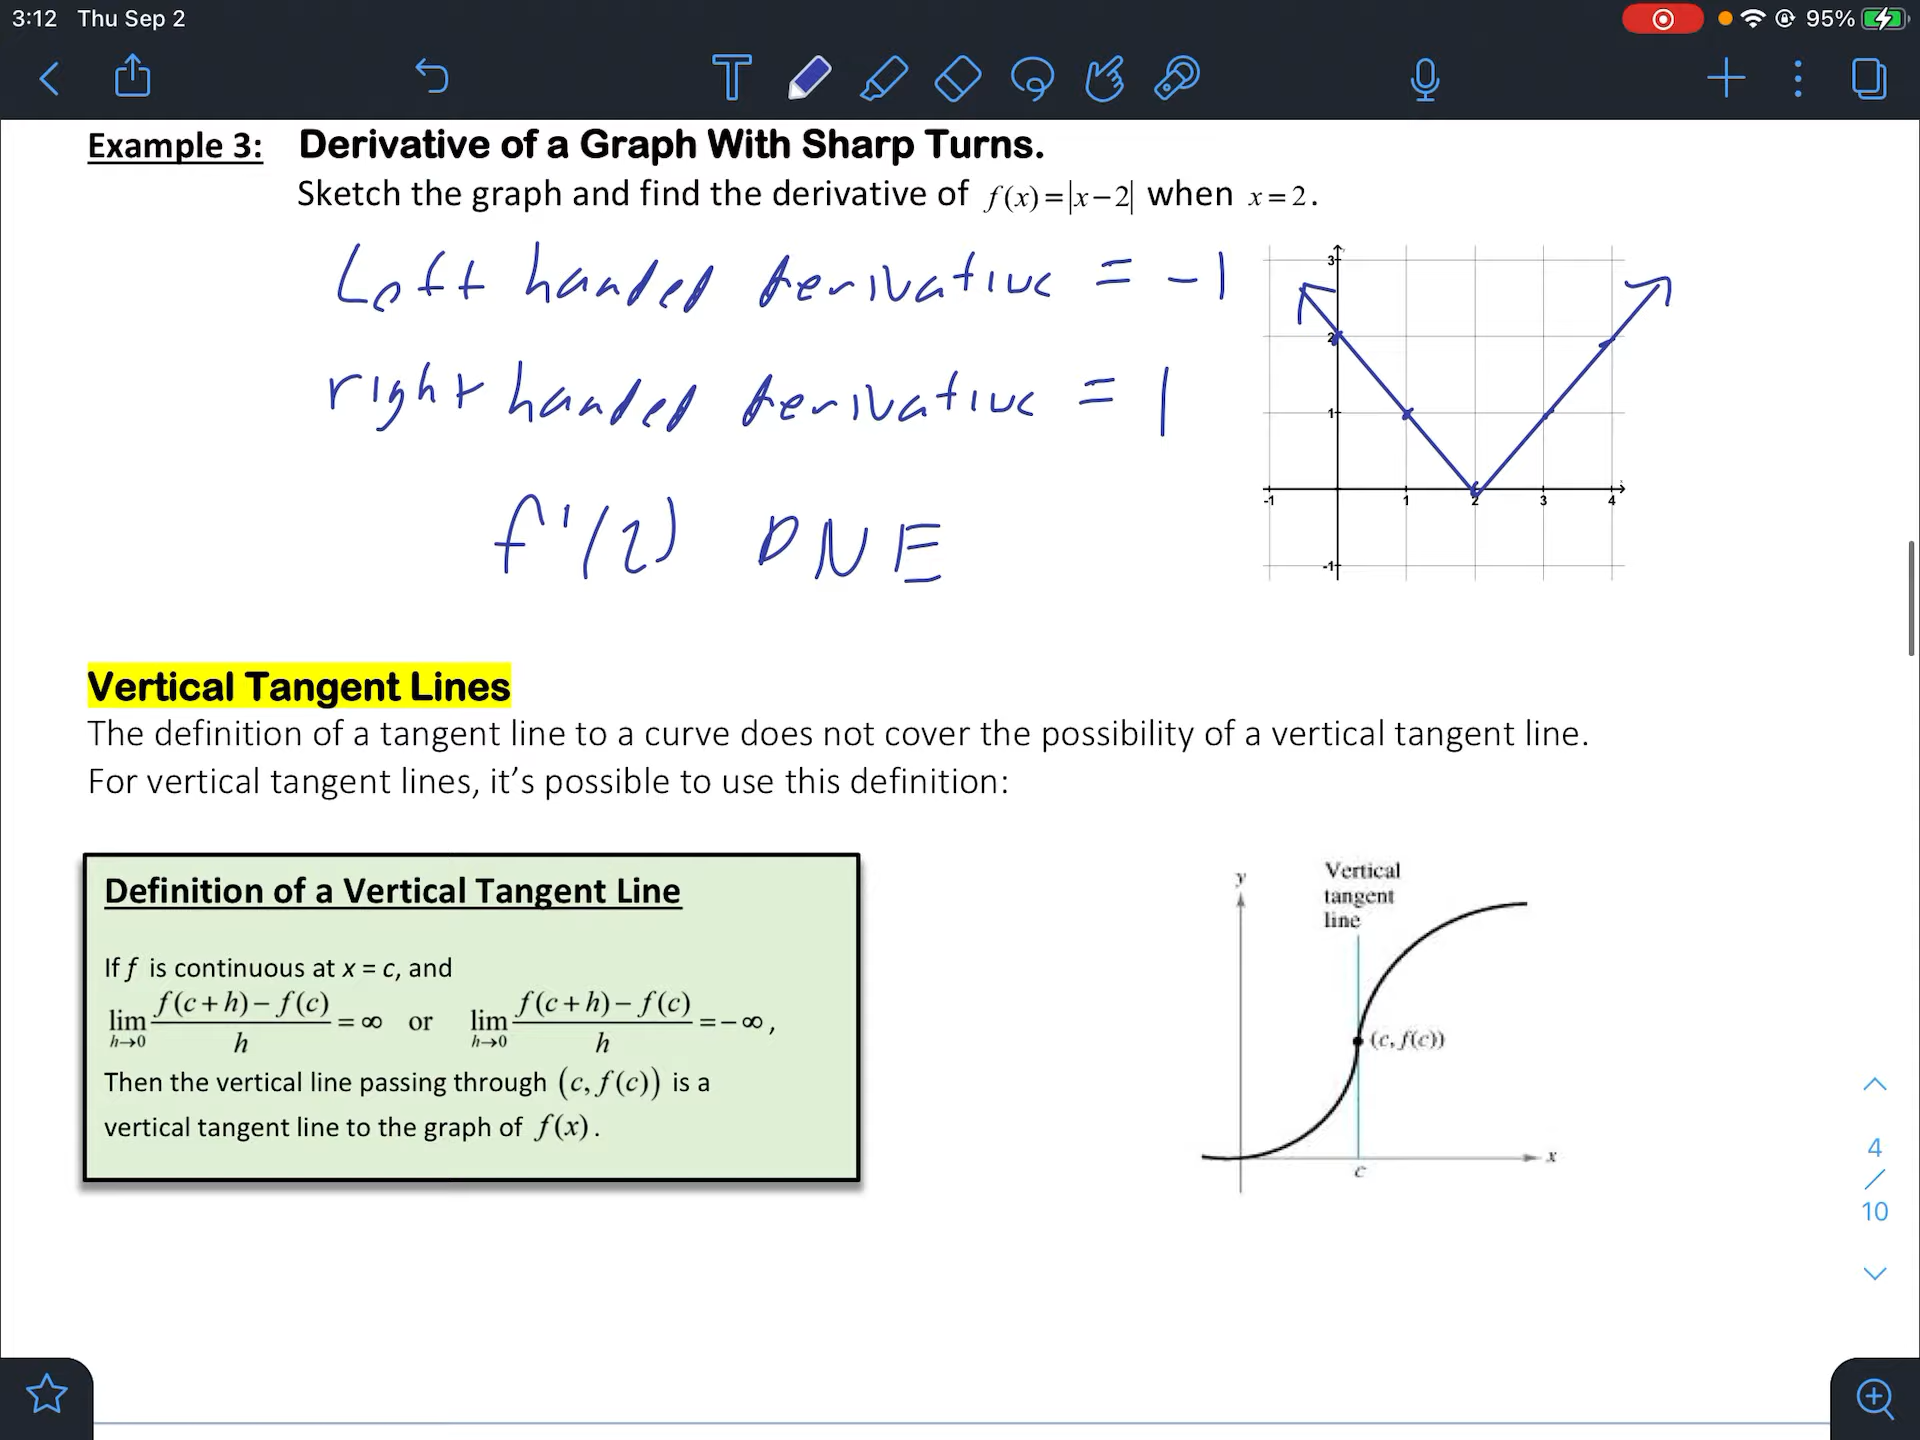 3:12 Thu Sep 2
95%
Example 3: Derivative of a Graph With Sharp Turns.
Sketch the graph and find the derivative of f(x)=|x−2| when x=2.
Left handed derivative = -1
right handed derivative = 1
f'(2) DNE
3
2
1
-1 1 2 3 4
-1
Vertical Tangent Lines
The definition of a tangent line to a curve does not cover the possibility of a vertical tangent line.
For vertical tangent lines, it’s possible to use this definition:
Definition of a Vertical Tangent Line
If f is continuous at x = c, and
lim h→0 f(c+h)−f(c) / h = ∞ or lim h→0 f(c+h)−f(c) / h = −∞,
Then the vertical line passing through (c, f(c)) is a
vertical tangent line to the graph of f(x).
y
Vertical
tangent
line
(c, f(c))
x
c
4
/
10